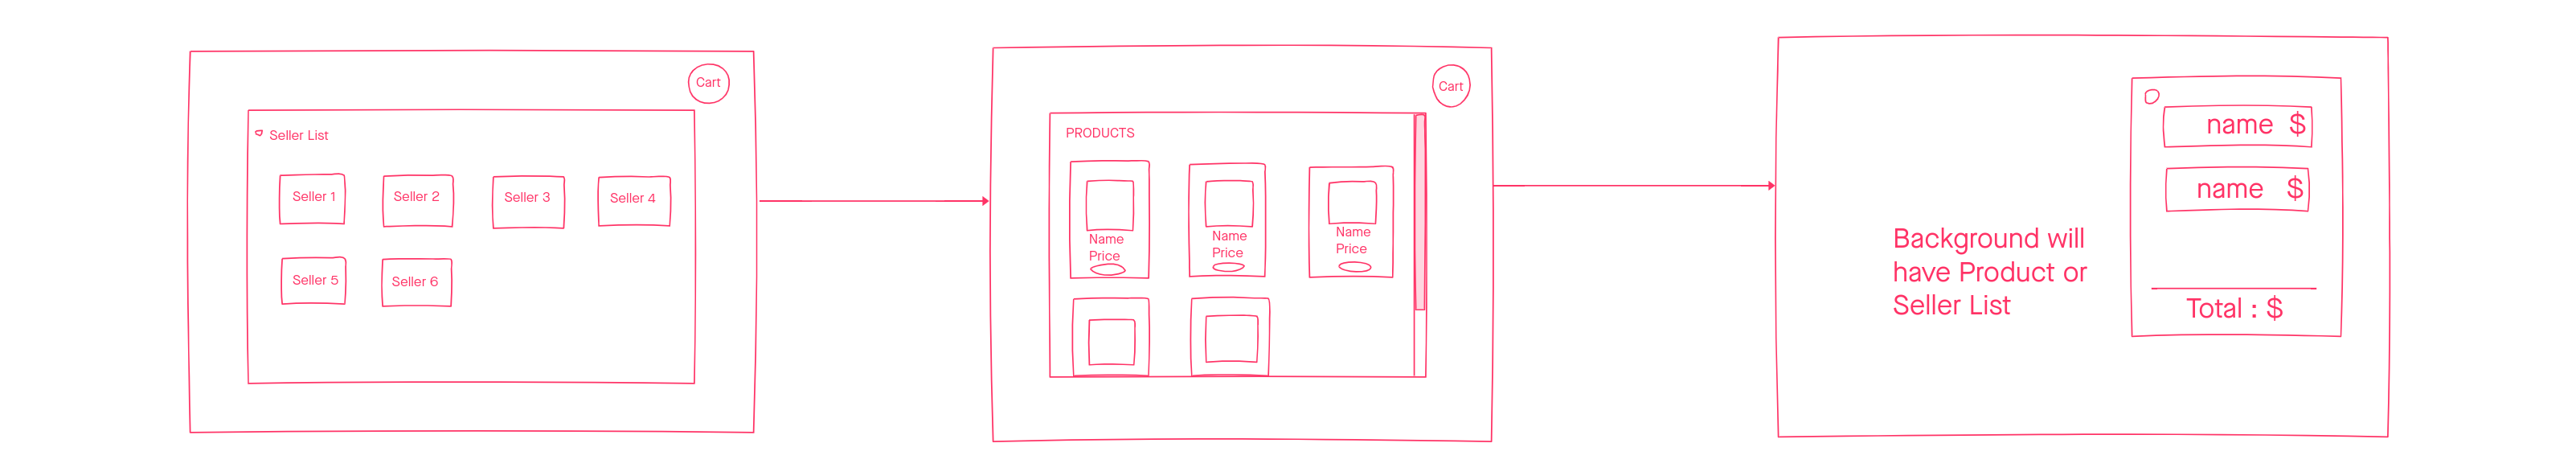 Cart
Seller List
Seller 1
Seller 2
Seller 3
Seller 4
Seller 5
Seller 6
Cart
PRODUCTS
Name
Price
Name
Price
Name
Price
name $
name $
Total : $
Background will
have Product or
Seller List